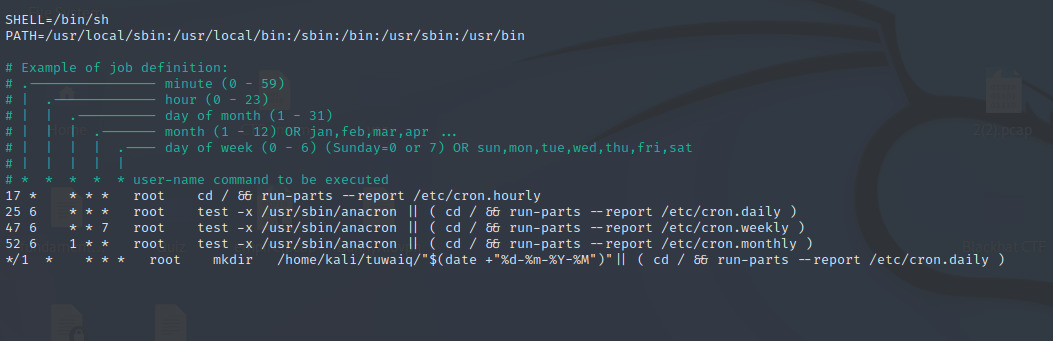 SHELL=/bin/sh
PATH=/usr/local/sbin:/usr/local/bin:/sbin:/bin:/usr/sbin:/usr/bin
# Example of job definition:
# .---------------- minute (0 - 59)
# |  .------------- hour (0 - 23)
# |  |  .---------- day of month (1 - 31)
# |  |  |  .------- month (1 - 12) OR jan,feb,mar,apr ...
# |  |  |  |  .---- day of week (0 - 6) (Sunday=0 or 7) OR sun,mon,tue,wed,thu,fri,sat
# |  |  |  |  |
# *  *  *  *  * user-name command to be executed
17 *    * * *   root    cd / && run-parts --report /etc/cron.hourly
25 6    * * *   root    test -x /usr/sbin/anacron || ( cd / && run-parts --report /etc/cron.daily )
47 6    * * 7   root    test -x /usr/sbin/anacron || ( cd / && run-parts --report /etc/cron.weekly )
52 6    1 * *   root    test -x /usr/sbin/anacron || ( cd / && run-parts --report /etc/cron.monthly )
*/1  *    * * *   root    mkdir   /home/kali/tuwaiq/"$(date +"%d-%m-%Y-%M")"|| ( cd / && run-parts --report /etc/cron.daily )